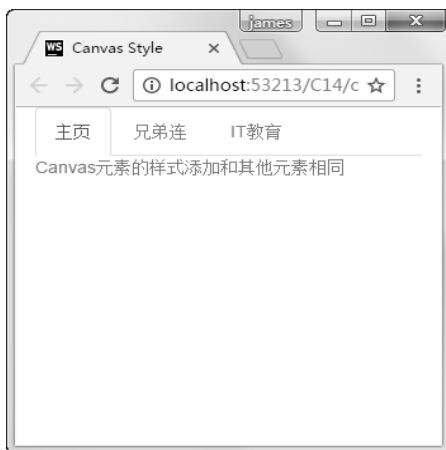 james
WS Canvas Style
localhost:53213/C14/c
主页 兄弟连 IT教育
Canvas元素的样式添加和其他元素相同